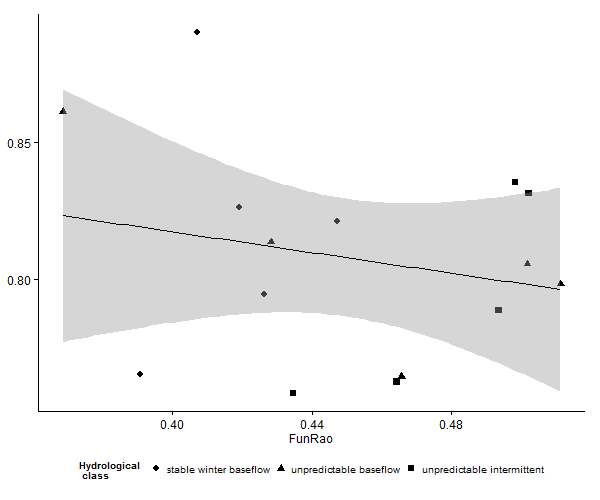 0.85
0.80
0.40 0.44 0.48
FunRao
Hydrological
class
stable winter baseflow unpredictable baseflow unpredictable intermittent